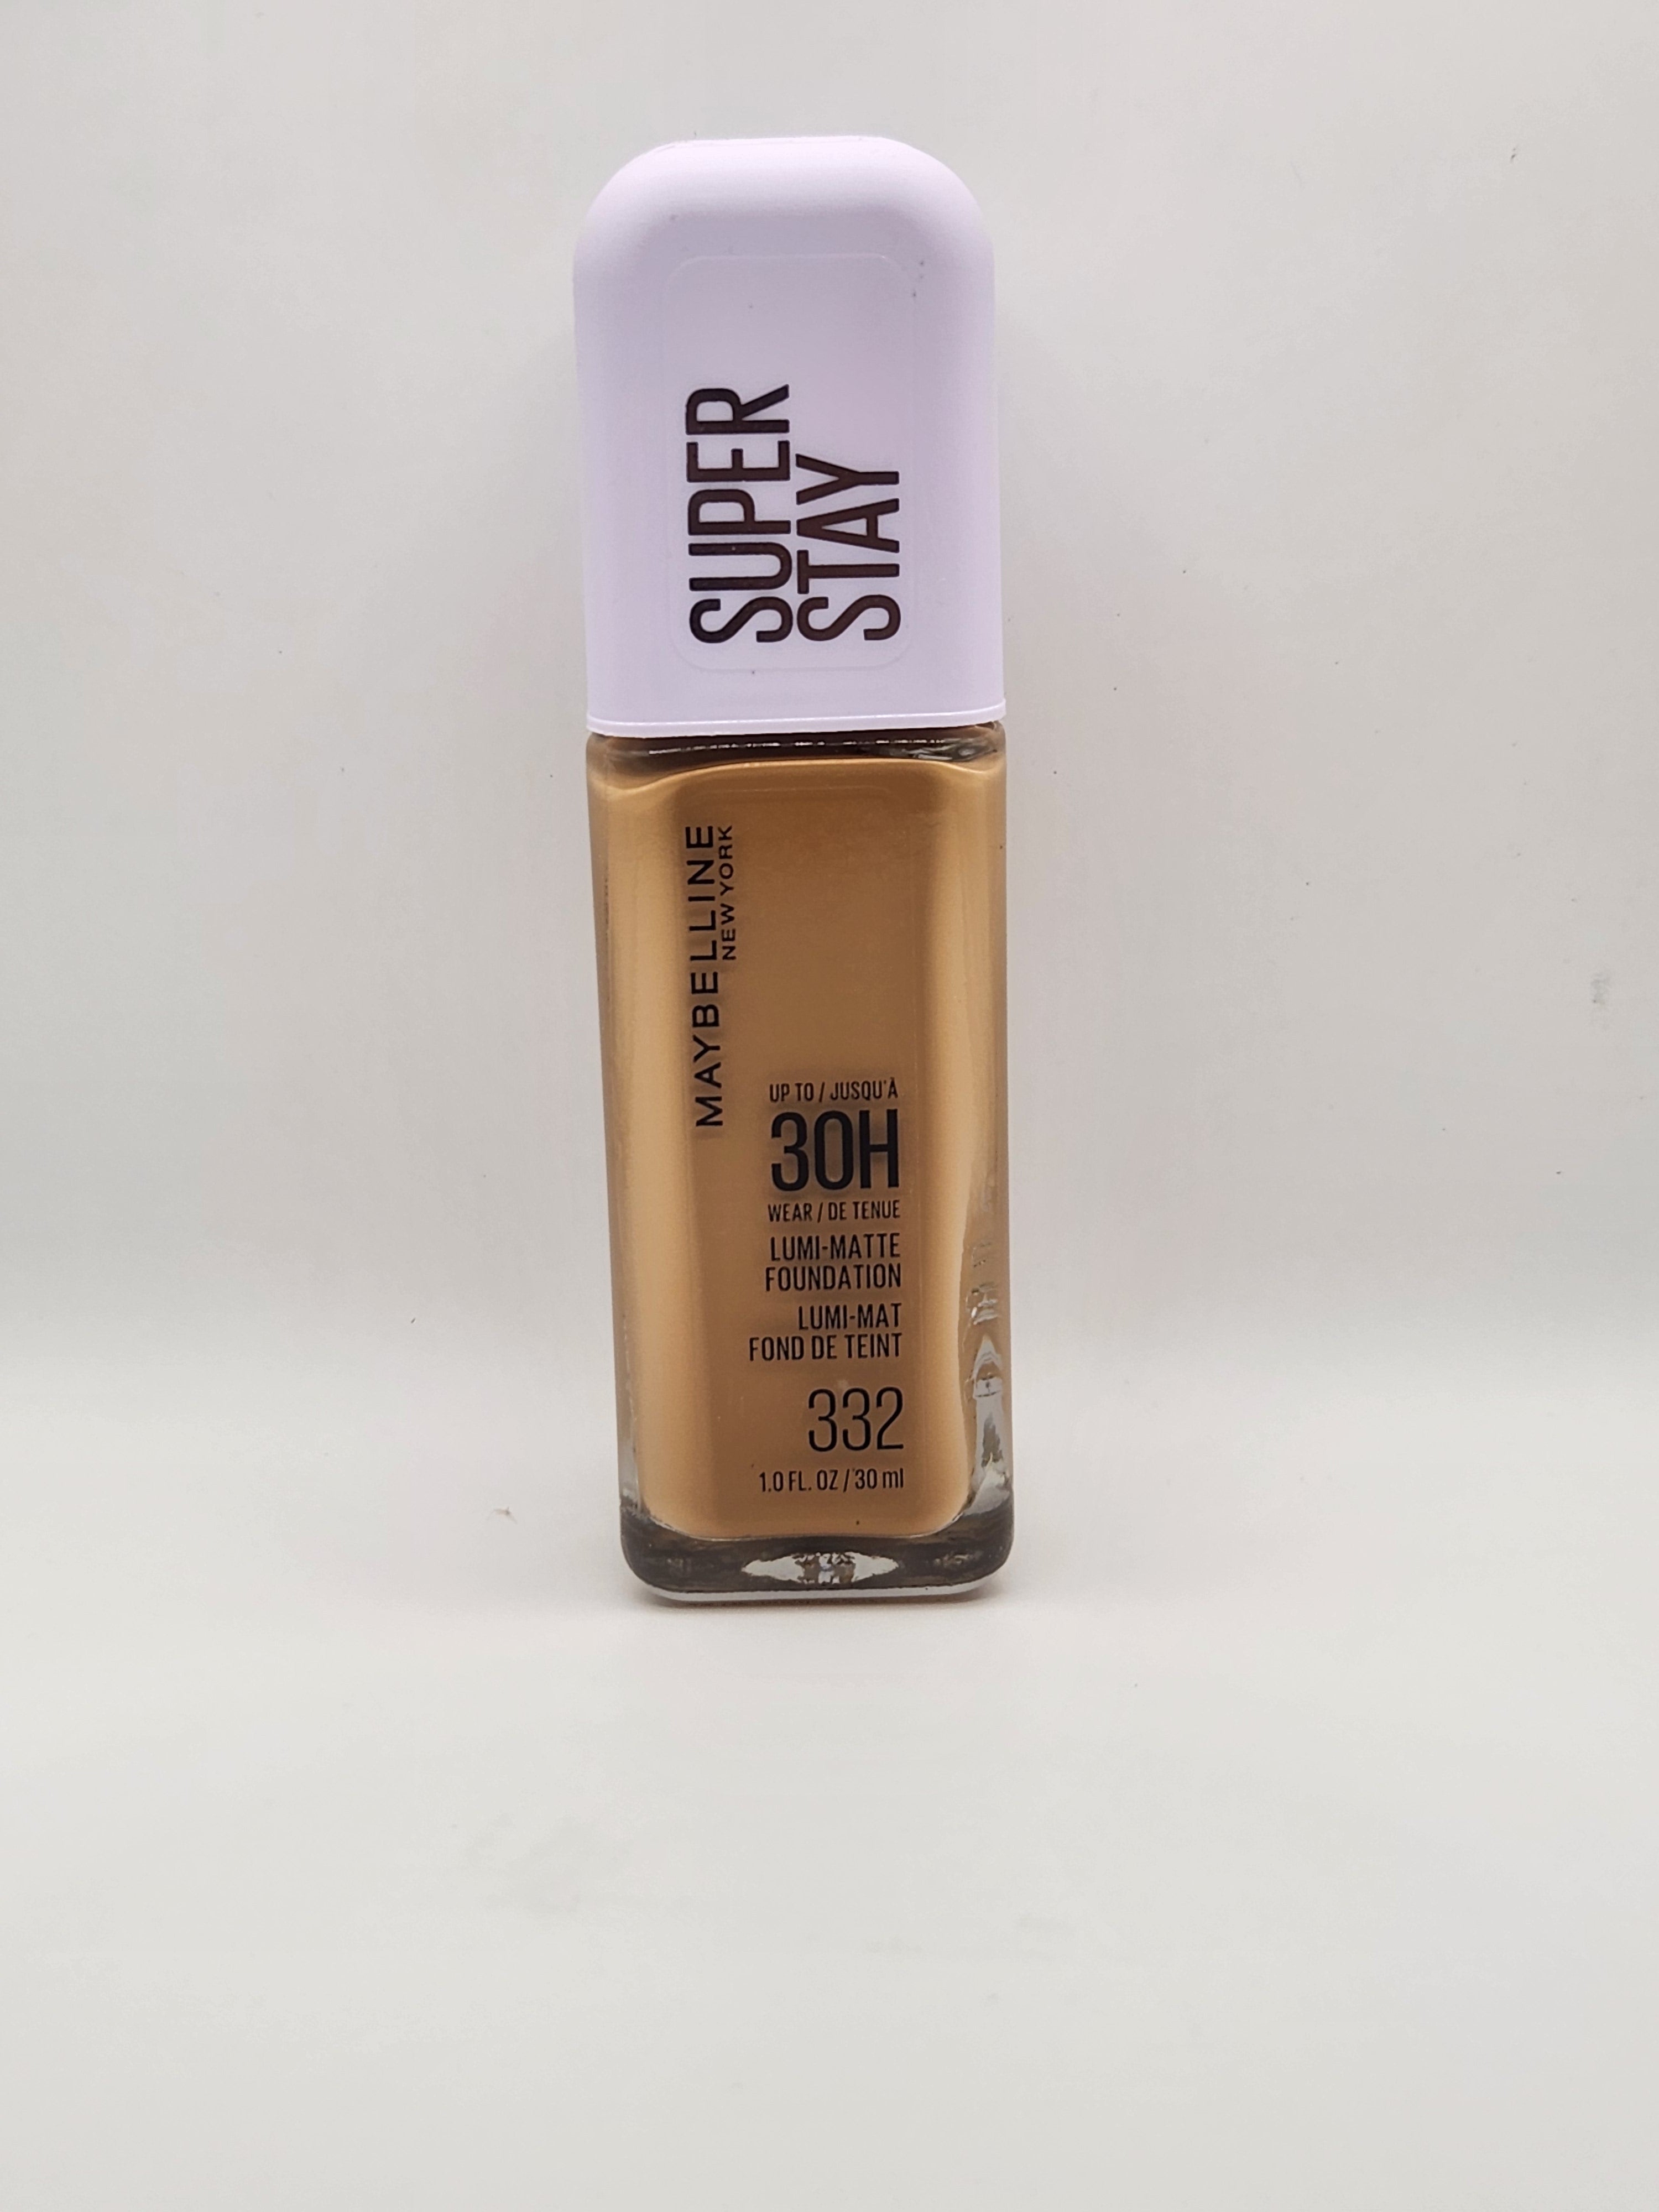 SUPER
STAY
MAYBELLINE
NEW YORK
UP TO / JUSQU'À
30H
WEAR / DE TENUE
LUMI-MATTE
FOUNDATION
LUMI-MAT
FOND DE TEINT
332
1.0 FL. OZ / 30 ml